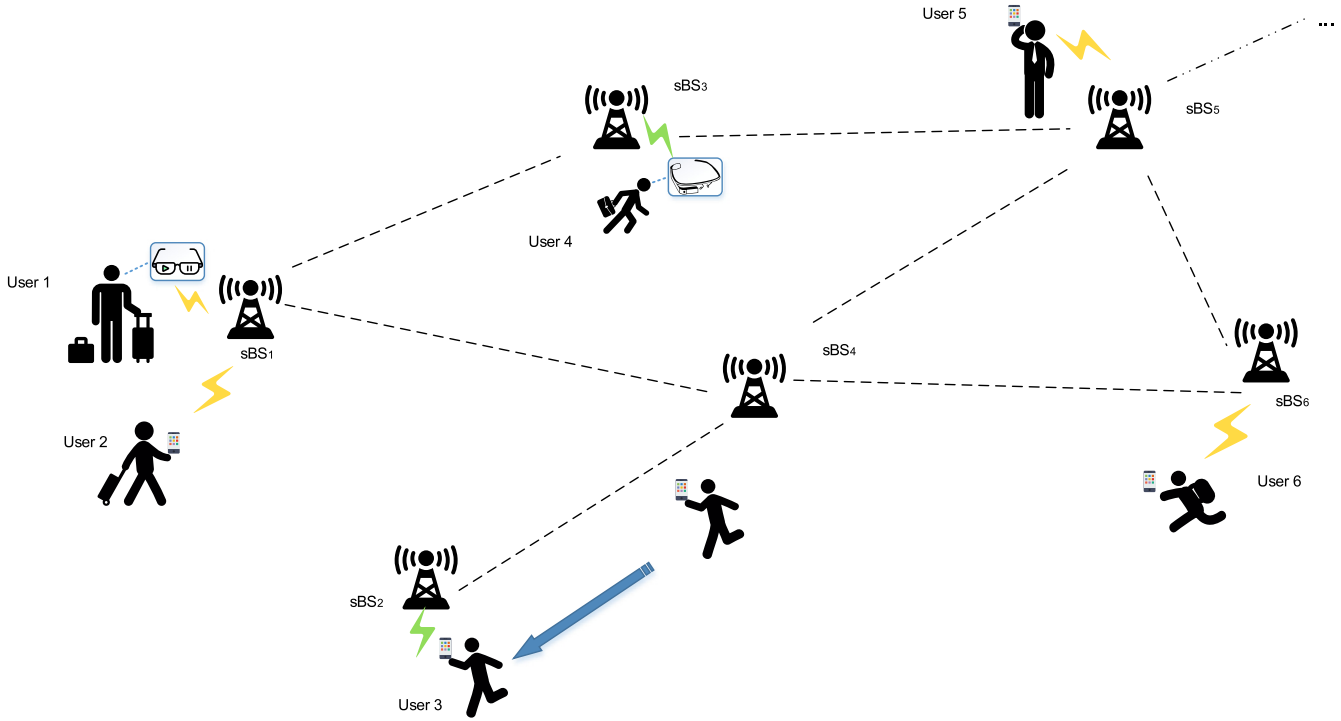 User 5
...
sBS3
sBS5
User 4
User 1
sBS1
sBS4
sBS6
User 2
User 6
sBS2
User 3